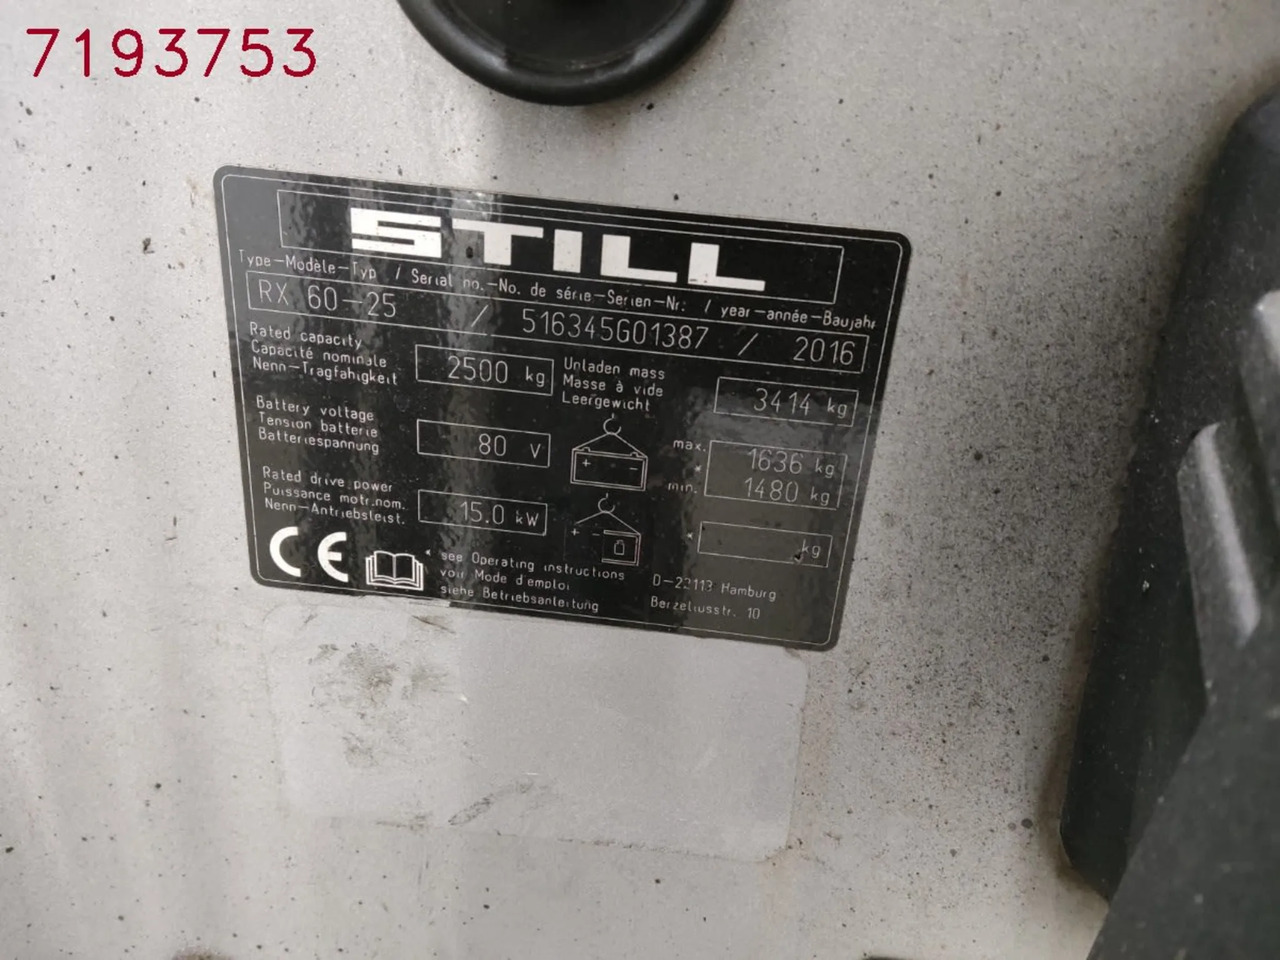 7193753
STILL
Type-Modèle-Typ / Serial no.-No. de série-Serien-Nr. / year-année-Baujahr
RX 60-25 / 516345G01387 / 2016
Rated capacity
Capacité nominale
Nenn-Tragfähigkeit
2500 kg
Unladen mass
Masse à vide
Leergewicht
3414 kg
Battery voltage
Tension batterie
Batteriespannung
80 V
+ -
max. 1636 kg
*
min. 1480 kg
Rated drive power
Puissance motr.nom.
Nenn-Antriebsleist.
15.0 kW
+ -
* kg
CE
* see Operating instructions
voir Mode d'emploi
siehe Betriebsanleitung
D-22113 Hamburg
Berzeliusstr. 10